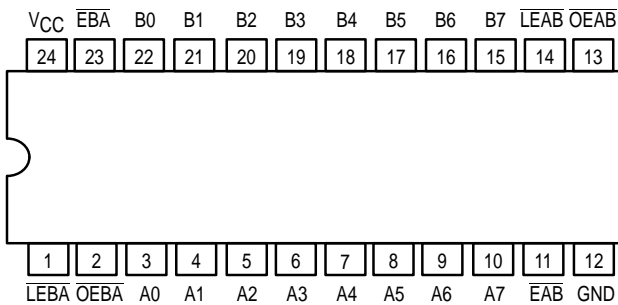 VCC EBA B0 B1 B2 B3 B4 B5 B6 B7 LEAB OEAB
24 23 22 21 20 19 18 17 16 15 14 13
1 2 3 4 5 6 7 8 9 10 11 12
LEBA OEBA A0 A1 A2 A3 A4 A5 A6 A7 EAB GND